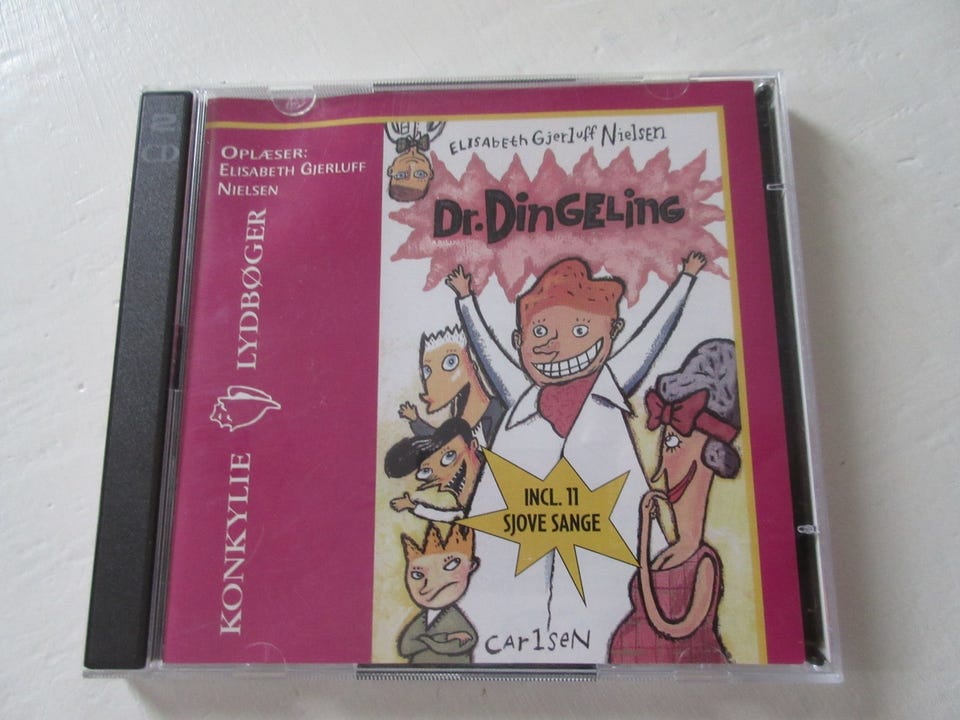 2
CD
OPLÆSER:
ELISABETH GJERLUFF
NIELSEN
KONKYLIE LYDBØGER
ELISAbetH GjerLuff NieLsEN
Dr. DinGELinG
INCL. 11
SJOVE SANGE
CarlseN